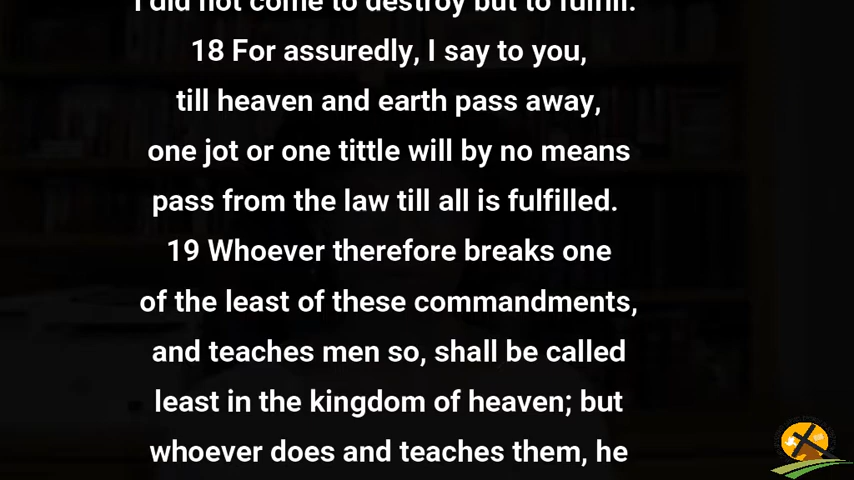 I did not come to destroy but to fulfill.
18 For assuredly, I say to you,
till heaven and earth pass away,
one jot or one tittle will by no means
pass from the law till all is fulfilled.
19 Whoever therefore breaks one
of the least of these commandments,
and teaches men so, shall be called
least in the kingdom of heaven; but
whoever does and teaches them, he